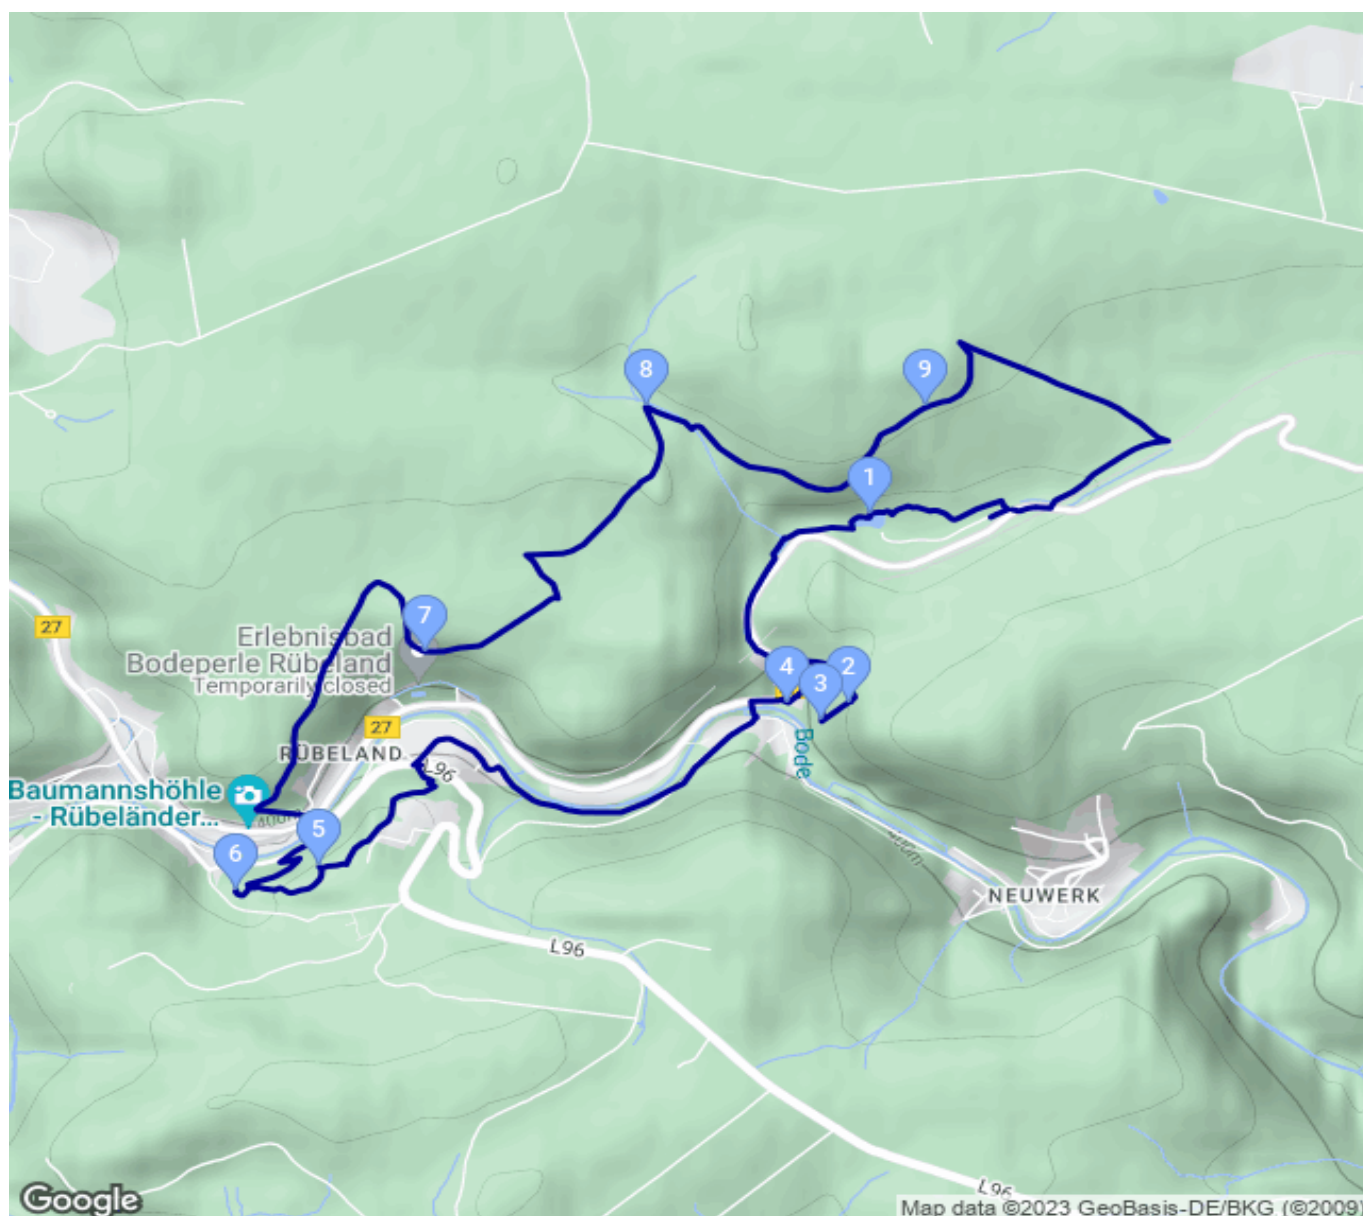 8
9
1
27
7
Erlebnisbad
Bodeperle Rübeland
Temporarily closed
4
3
2
27
RÜBELAND
L96
Bode
Baumannshöhle
- Rübeländer...
5
6
NEUWERK
L96
L96
Google
Map data ©2023 GeoBasis-DE/BKG (©2009)